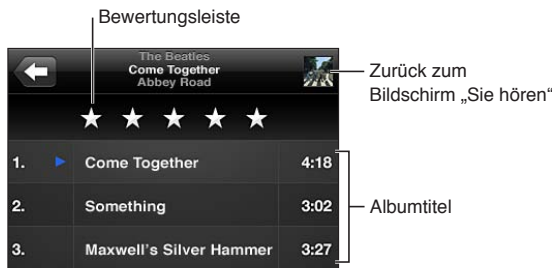 Bewertungsleiste
The Beatles
Come Together
Abbey Road
Zurück zum
Bildschirm „Sie hören“
1. Come Together 4:18
2. Something 3:02
3. Maxwell's Silver Hammer 3:27
Albumtitel